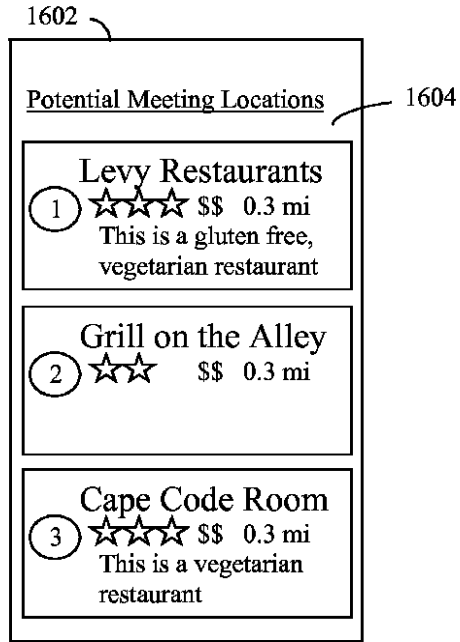 1602
Potential Meeting Locations
1604
Levy Restaurants
1 $$ 0.3 mi
This is a gluten free,
vegetarian restaurant
Grill on the Alley
2 $$ 0.3 mi
Cape Code Room
3 $$ 0.3 mi
This is a vegetarian
restaurant